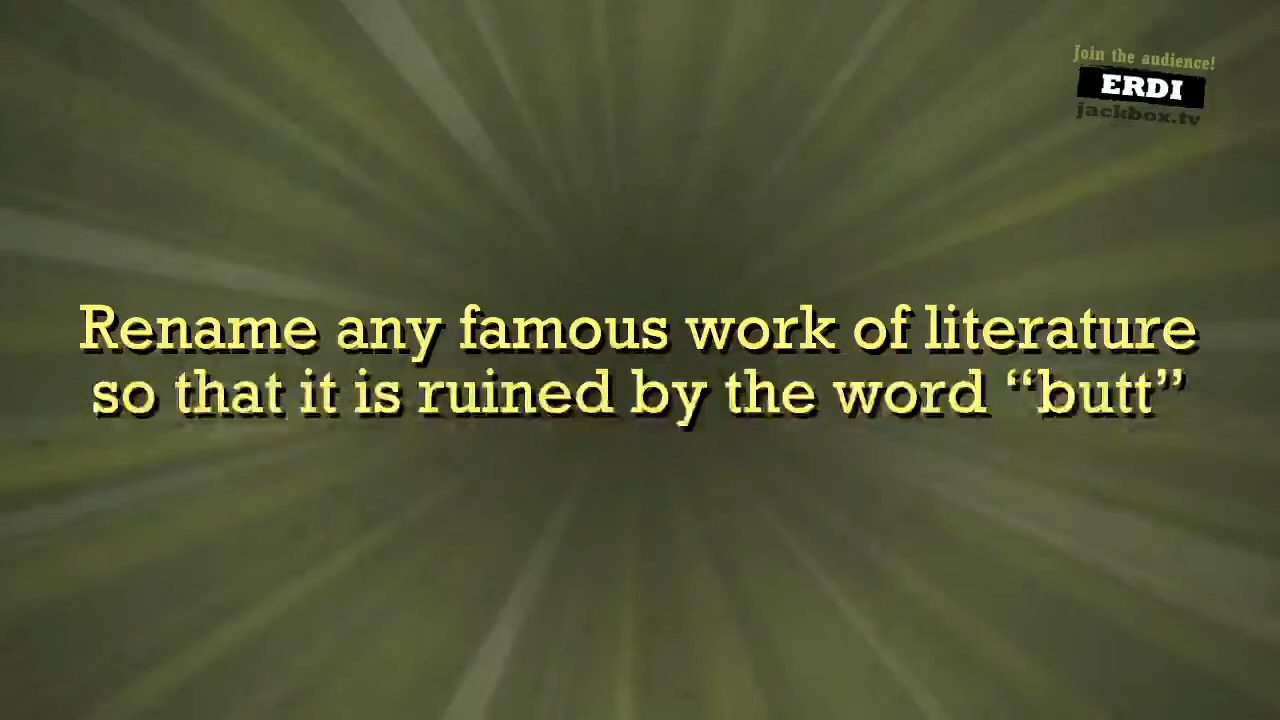 Join the audience!
ERDI
jackbox.tv
Rename any famous work of literature
so that it is ruined by the word “butt”